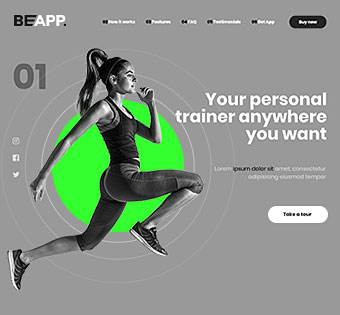 BEAPP.
01 How it works 02 Features 04 FAQ 05 Testimonials 06 Get App Buy now
01
Your personal
trainer anywhere
you want
Lorem ipsum dolor sit amet, consectetur
adipiscing eiusmod tempor
Take a tour